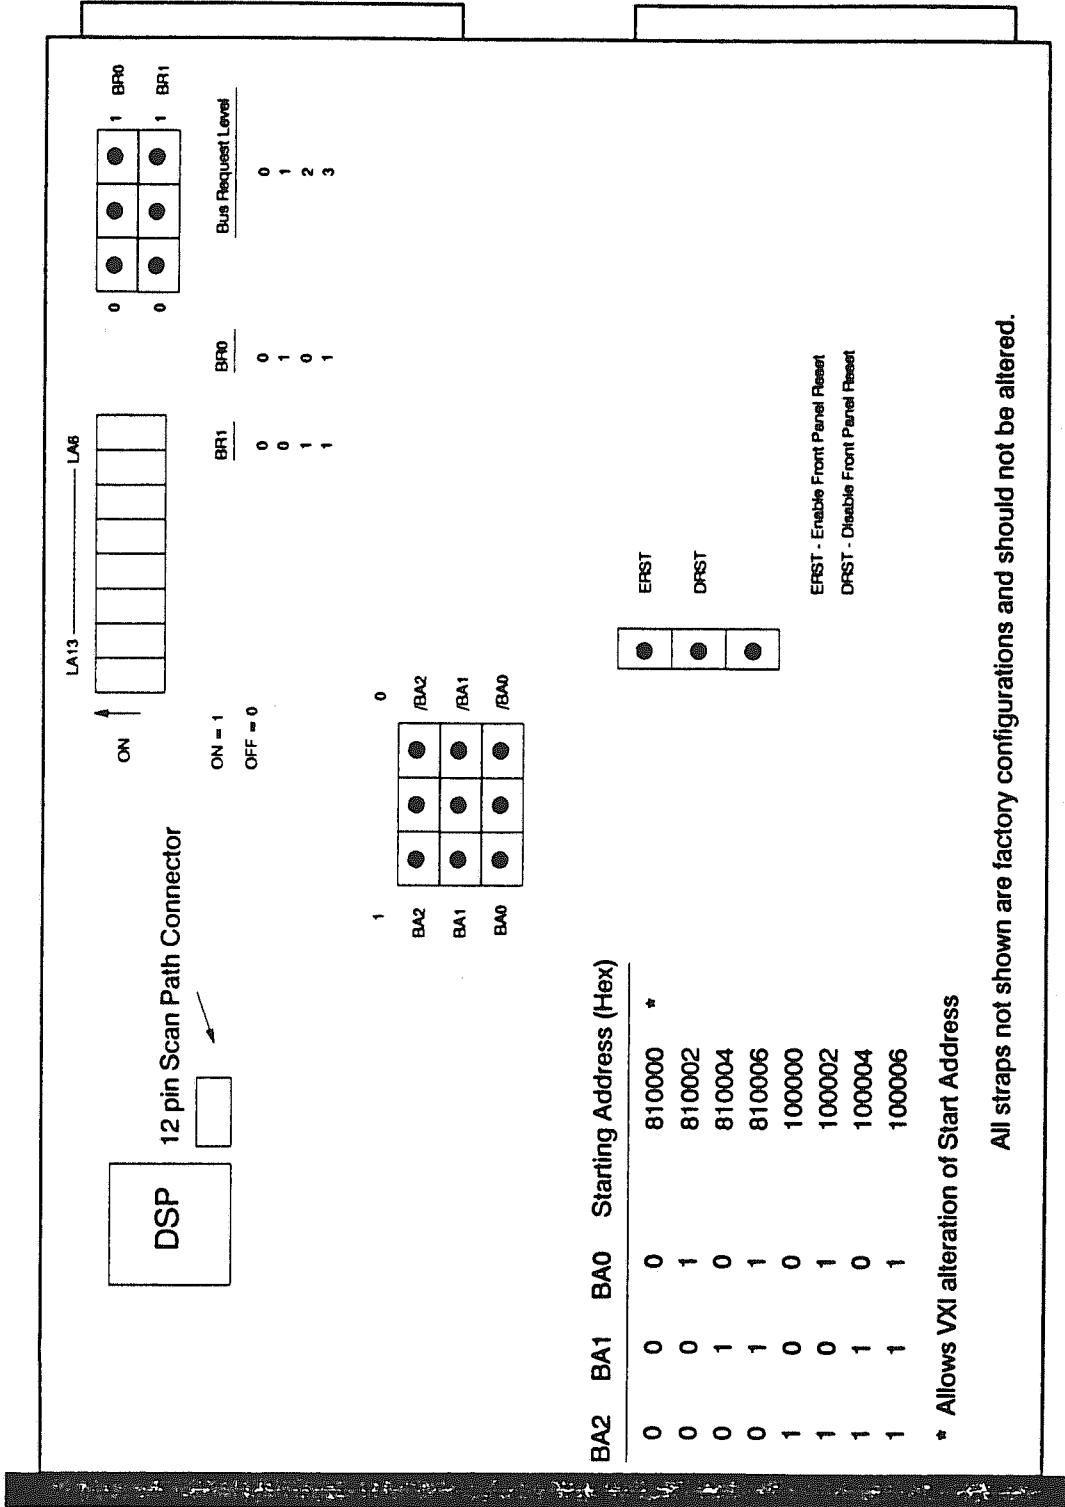 LA13 LA6
ON
ON = 1
OFF = 0
0 1 BR0
0 1 BR1
BR1 BR0 Bus Request Level
0 0 0
0 1 1
1 0 2
1 1 3
12 pin Scan Path Connector
DSP
1 0
BA2 /BA2
BA1 /BA1
BA0 /BA0
ERST
DRST
ERST - Enable Front Panel Reset
DRST - Disable Front Panel Reset
BA2 BA1 BA0 Starting Address (Hex)
0 0 0 810000 *
0 0 1 810002
0 1 0 810004
0 1 1 810006
1 0 0 100000
1 0 1 100002
1 1 0 100004
1 1 1 100006
* Allows VXI alteration of Start Address
All straps not shown are factory configurations and should not be altered.